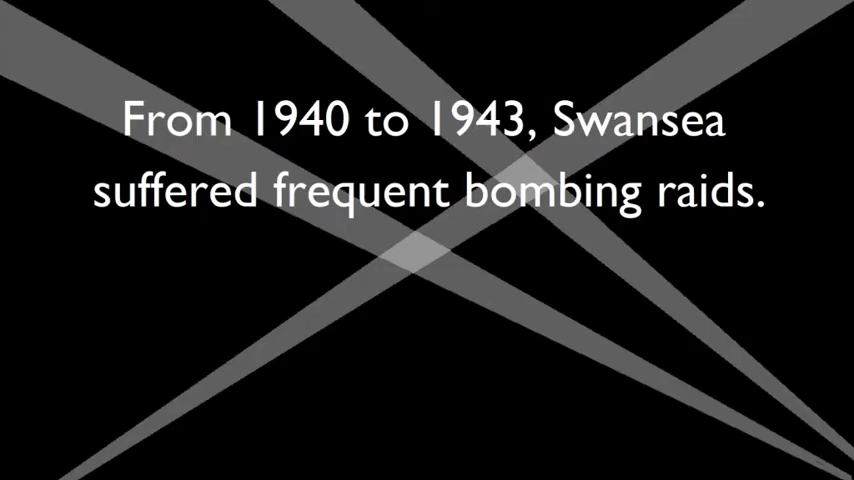 From 1940 to 1943, Swansea
suffered frequent bombing raids.